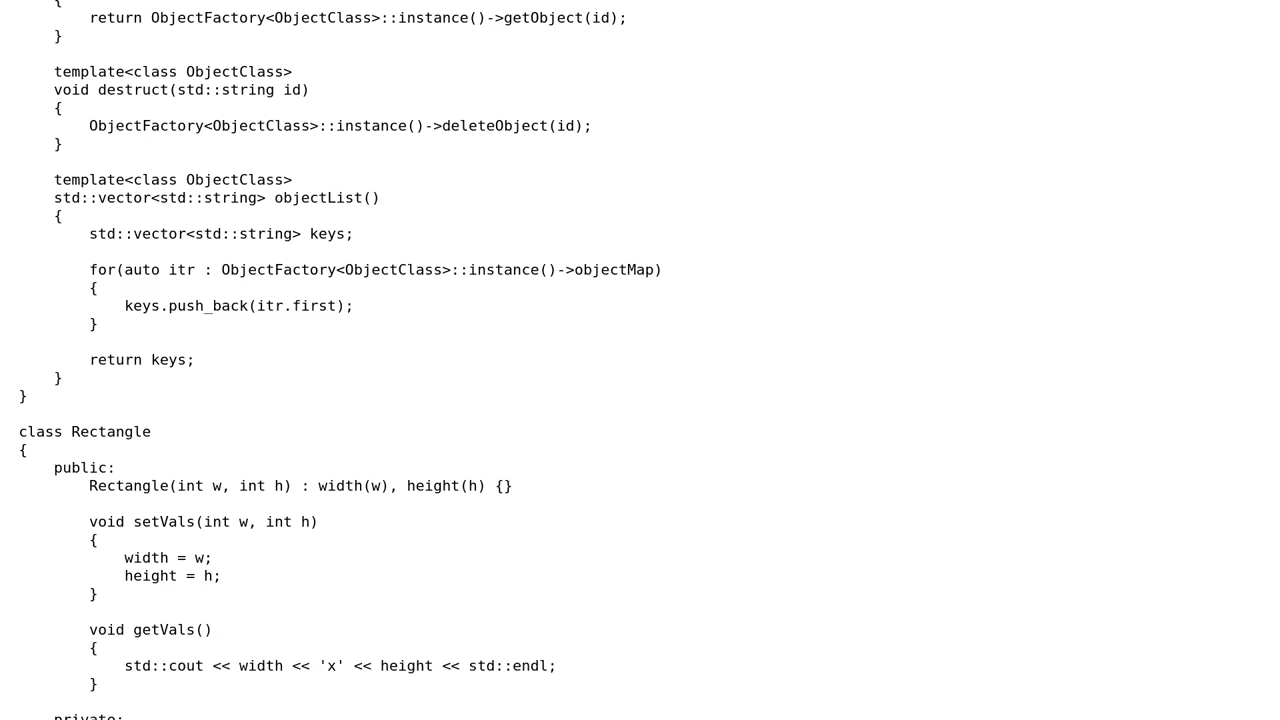 {
return ObjectFactory<ObjectClass>::instance()->getObject(id);
}
template<class ObjectClass>
void destruct(std::string id)
{
ObjectFactory<ObjectClass>::instance()->deleteObject(id);
}
template<class ObjectClass>
std::vector<std::string> objectList()
{
std::vector<std::string> keys;
for(auto itr : ObjectFactory<ObjectClass>::instance()->objectMap)
{
keys.push_back(itr.first);
}
return keys;
}
}
class Rectangle
{
public:
Rectangle(int w, int h) : width(w), height(h) {}
void setVals(int w, int h)
{
width = w;
height = h;
}
void getVals()
{
std::cout << width << 'x' << height << std::endl;
}
private: